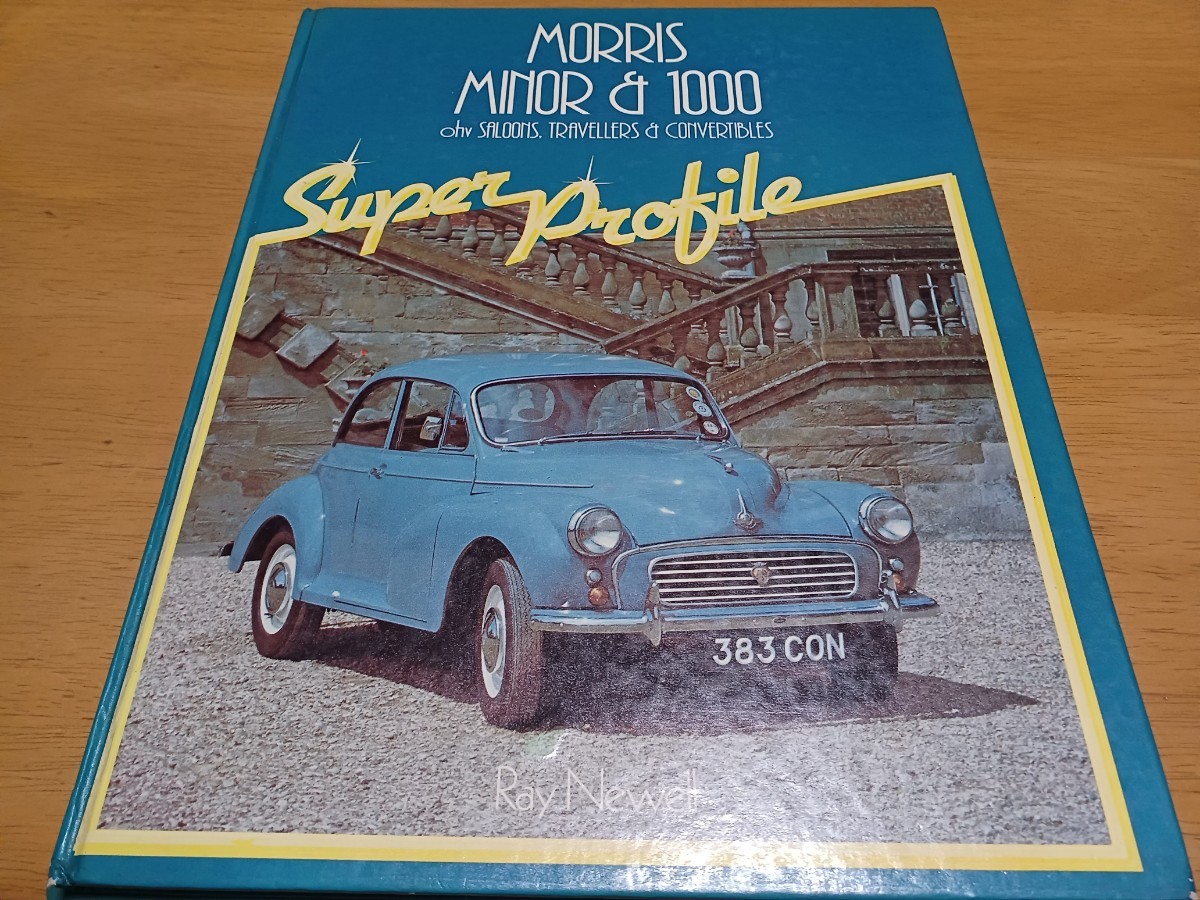 MORRIS
MINOR & 1000
ohv SALOONS, TRAVELLERS & CONVERTIBLES
Super Profile
383 CON
Ray Newell